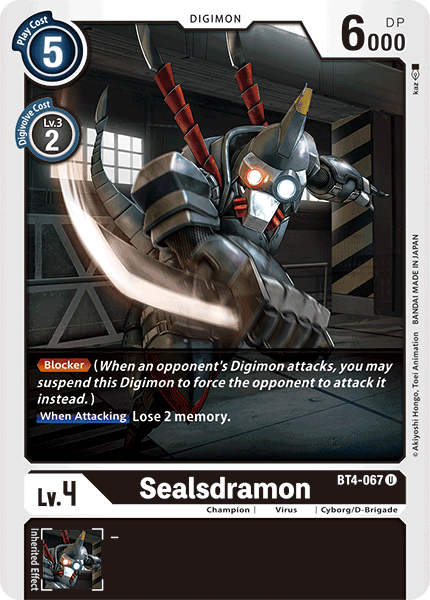 DIGIMON
Play Cost
5
DP
6000
Digivolve Cost
Lv.3
2
kaz
© Akiyoshi Hongo, Toei Animation BANDAI MADE IN JAPAN
Blocker (When an opponent's Digimon attacks, you may
suspend this Digimon to force the opponent to attack it
instead.)
When Attacking Lose 2 memory.
BT4-067 U
Lv.4
Sealsdramon
Champion | Virus | Cyborg/D-Brigade
Inherited Effect
–